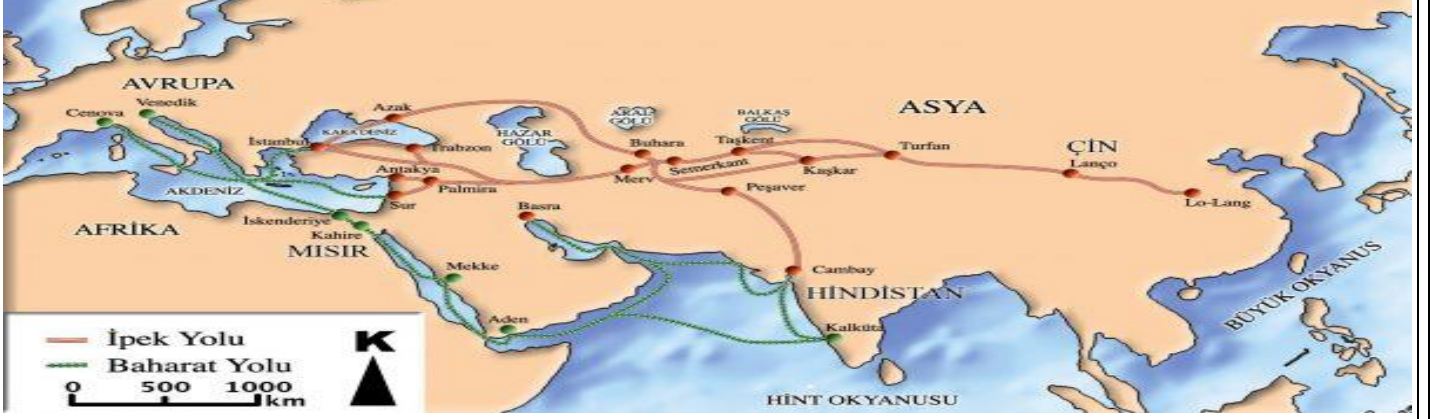 AVRUPA
Cenova
Venedik
Azak
İstanbul
KARADENİZ
Trabzon
HAZAR
GÖLÜ
ARAL
GÖLÜ
BALKAŞ
GÖLÜ
ASYA
Buhara
Taşkent
Semerkant
Merv
Kaşkar
Turfan
ÇİN
Lanço
Lo-Lang
Antakya
Palmira
Sur
AKDENİZ
AFRİKA
İskenderiye
Kahire
MISIR
Basra
Peşaver
Mekke
Aden
Cambay
HİNDİSTAN
Kalküta
BÜYÜK OKYANUS
HİNT OKYANUSU
İpek Yolu
Baharat Yolu
0 500 1000
km
K